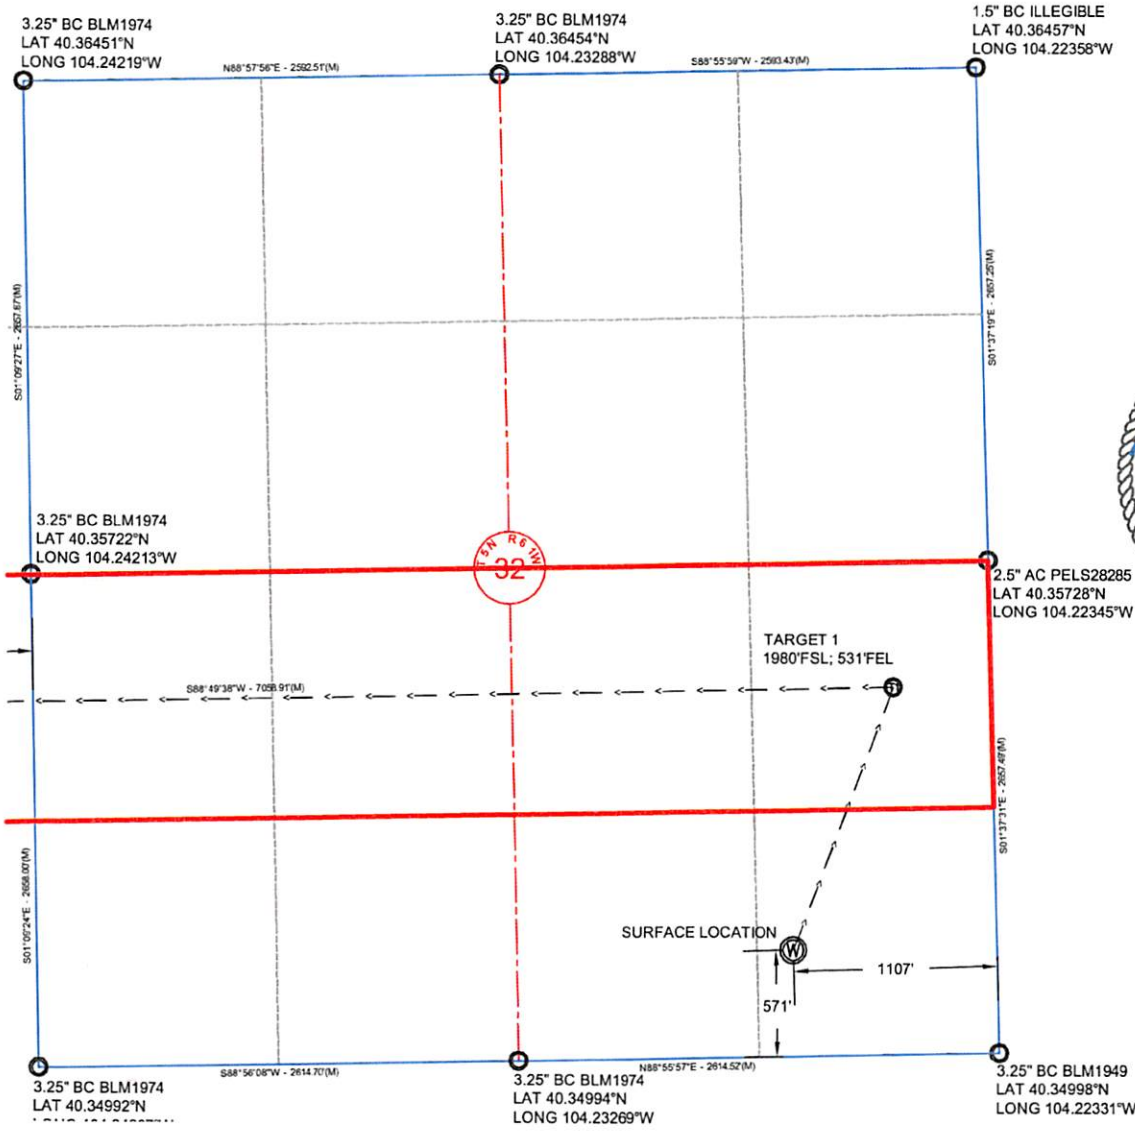 3.25" BC BLM1974
LAT 40.36451°N
LONG 104.24219°W
3.25" BC BLM1974
LAT 40.36454°N
LONG 104.23288°W
1.5" BC ILLEGIBLE
LAT 40.36457°N
LONG 104.22358°W
N88°57'56"E - 2592.51'(M)
S88°55'39"W - 2593.43'(M)
S01°09'27"E - 2657.67'(M)
S01°37'19"E - 2657.25'(M)
3.25" BC BLM1974
LAT 40.35722°N
LONG 104.24213°W
T5N R61W
32
2.5" AC PELS28285
LAT 40.35728°N
LONG 104.22345°W
TARGET 1
1980'FSL; 531'FEL
S88°49'38"W - 7058.91'(M)
S01°37'31"E - 2657.49'(M)
S01°09'24"E - 2658.00'(M)
SURFACE LOCATION
W
1107'
571'
S88°56'08"W - 2614.70'(M)
N88°55'57"E - 2614.52'(M)
3.25" BC BLM1974
LAT 40.34992°N
3.25" BC BLM1974
LAT 40.34994°N
LONG 104.23269°W
3.25" BC BLM1949
LAT 40.34998°N
LONG 104.22331°W